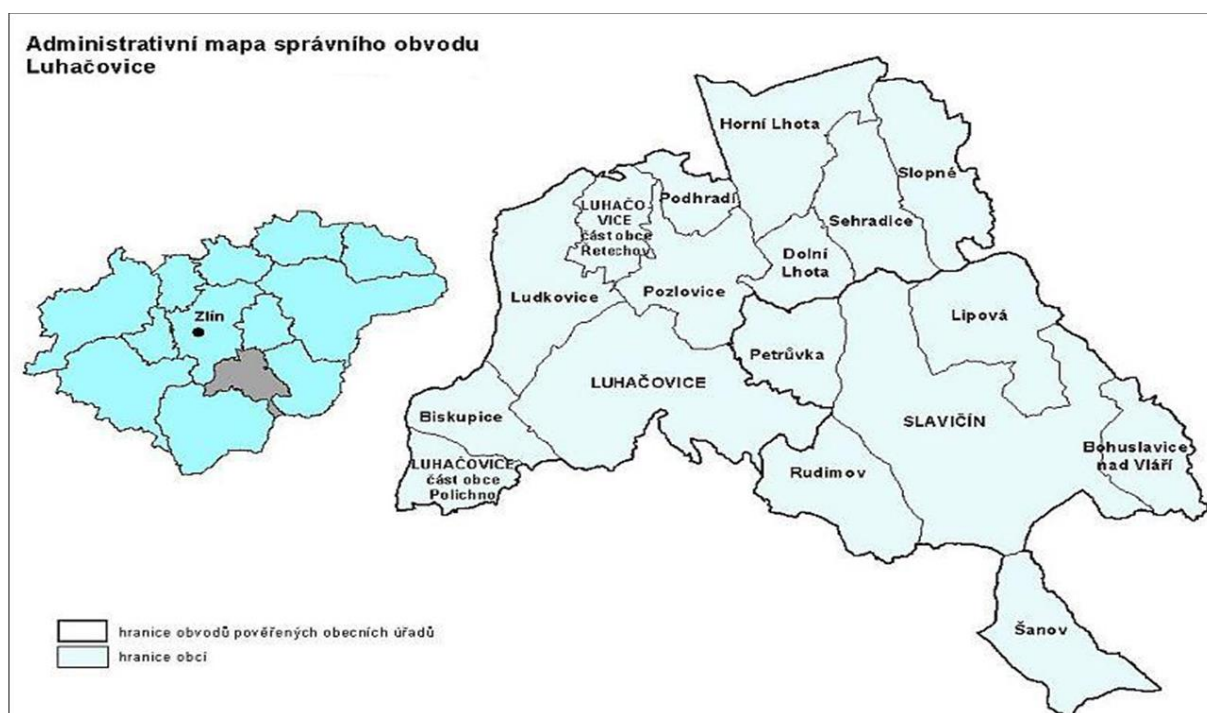 Administrativní mapa správního obvodu
Luhačovice
Horní Lhota
Slopné
Podhradí
LUHAČO-
VICE
část obce
Řetechov
Sehradice
Dolní
Lhota
Zlín
Ludkovice
Pozlovice
Lipová
Petrůvka
LUHAČOVICE
Biskupice
SLAVIČÍN
Bohuslavice
nad Vláří
LUHAČOVICE
část obce
Polichno
Rudimov
Šanov
hranice obvodů pověřených obecních úřadů
hranice obcí